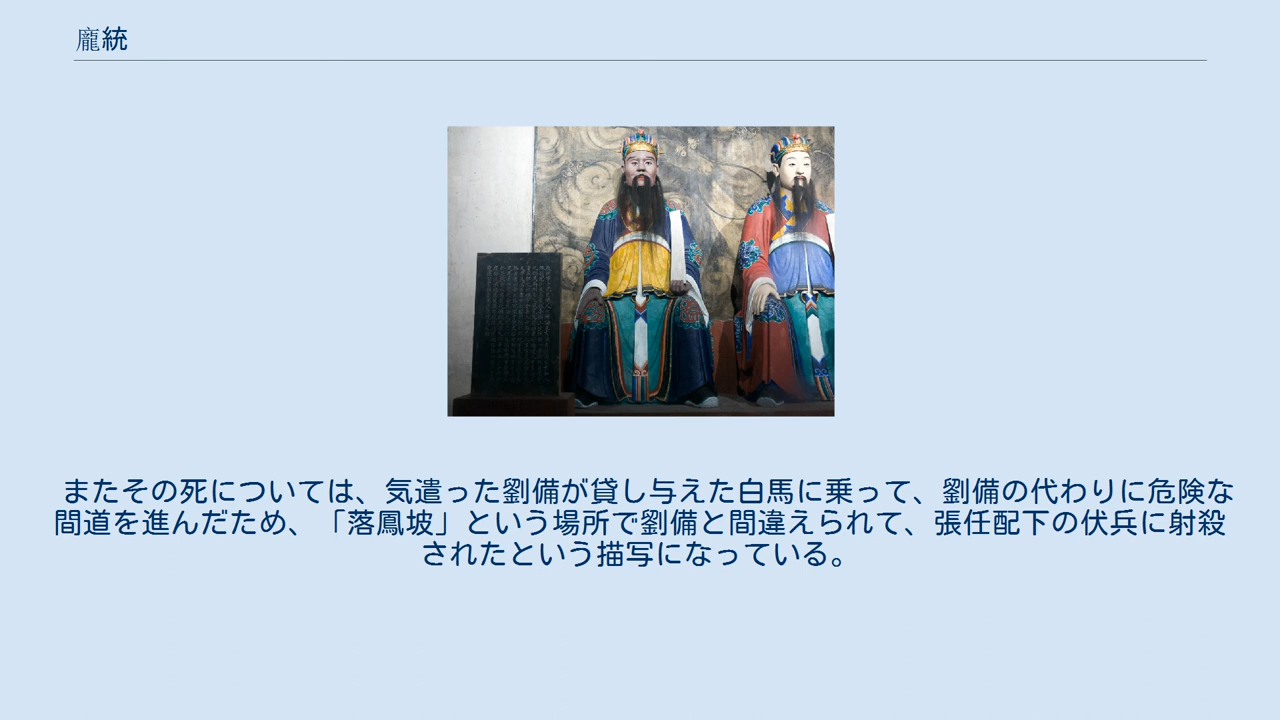 龐統
またその死については、気遣った劉備が貸し与えた白馬に乗って、劉備の代わりに危険な
間道を進んだため、「落鳳坡」という場所で劉備と間違えられて、張任配下の伏兵に射殺
されたという描写になっている。